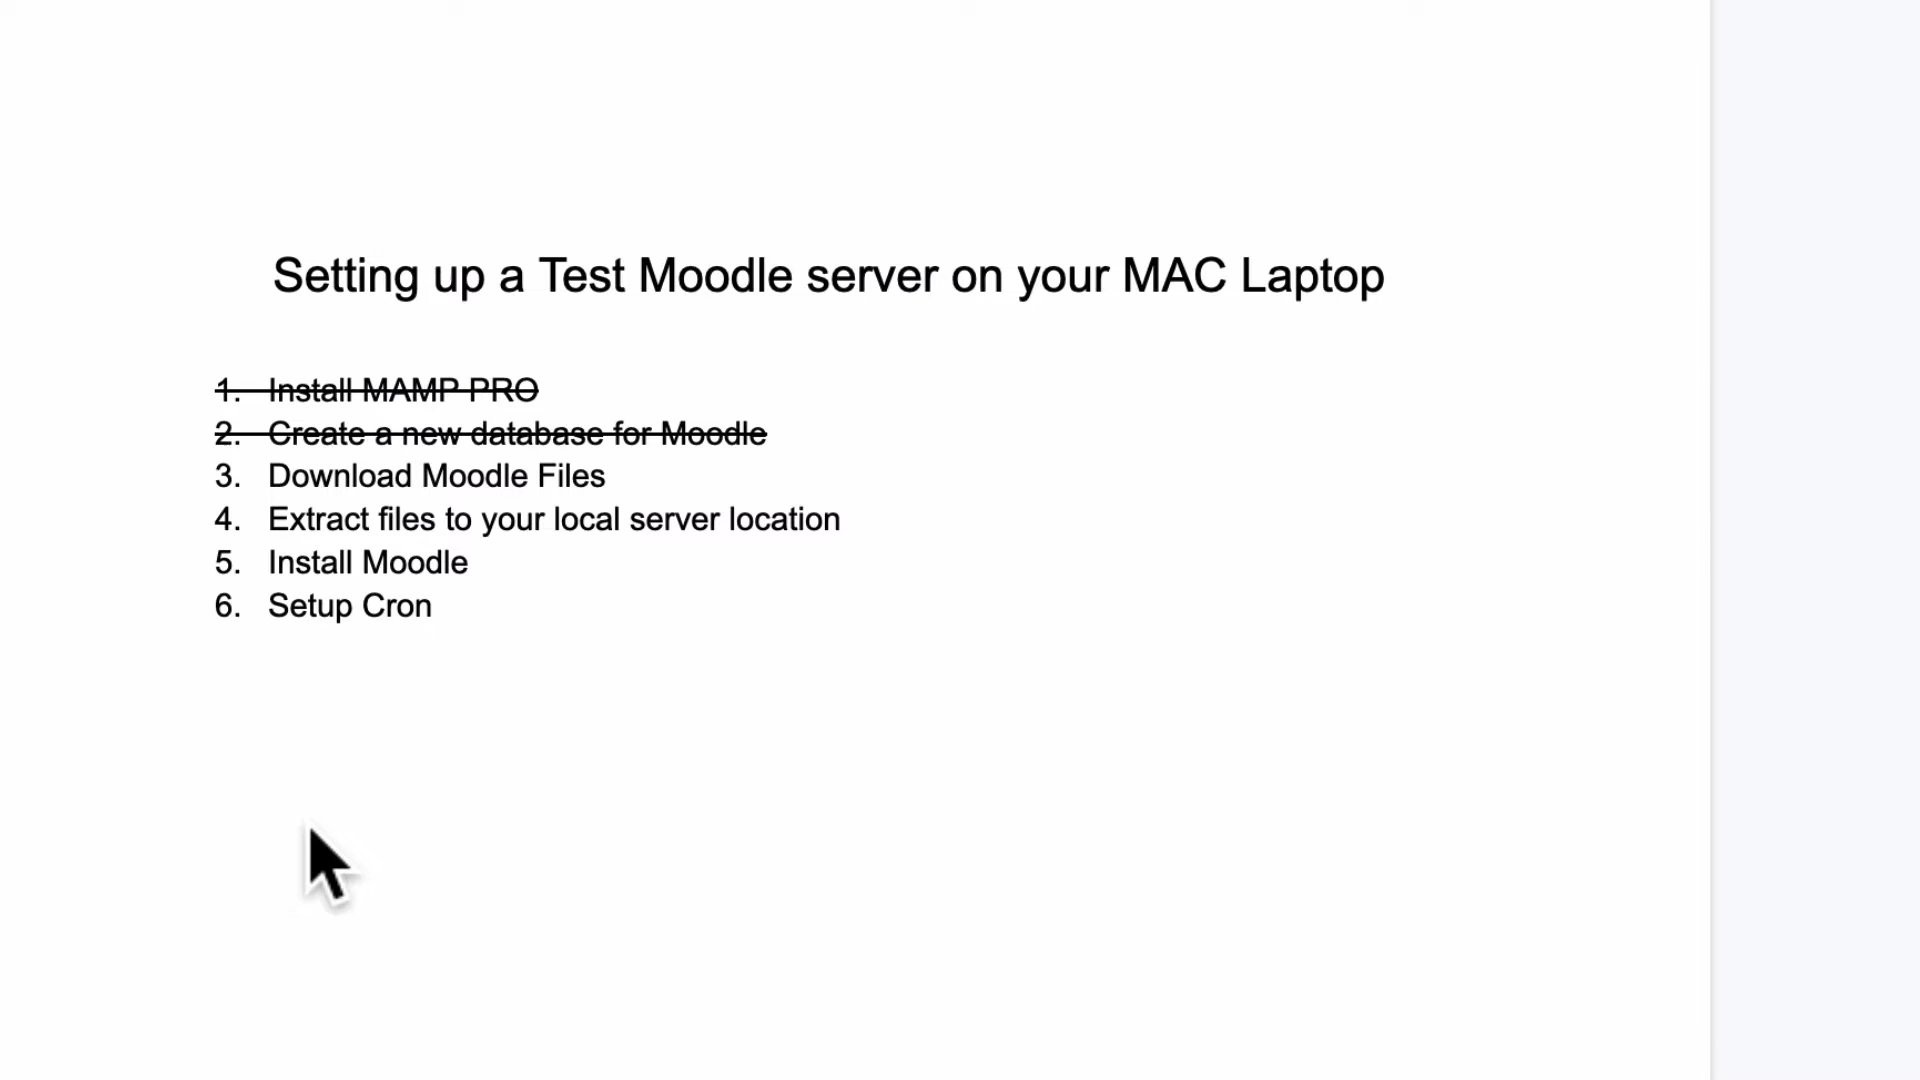 Setting up a Test Moodle server on your MAC Laptop
1. Install MAMP PRO
2. Create a new database for Moodle
3. Download Moodle Files
4. Extract files to your local server location
5. Install Moodle
6. Setup Cron